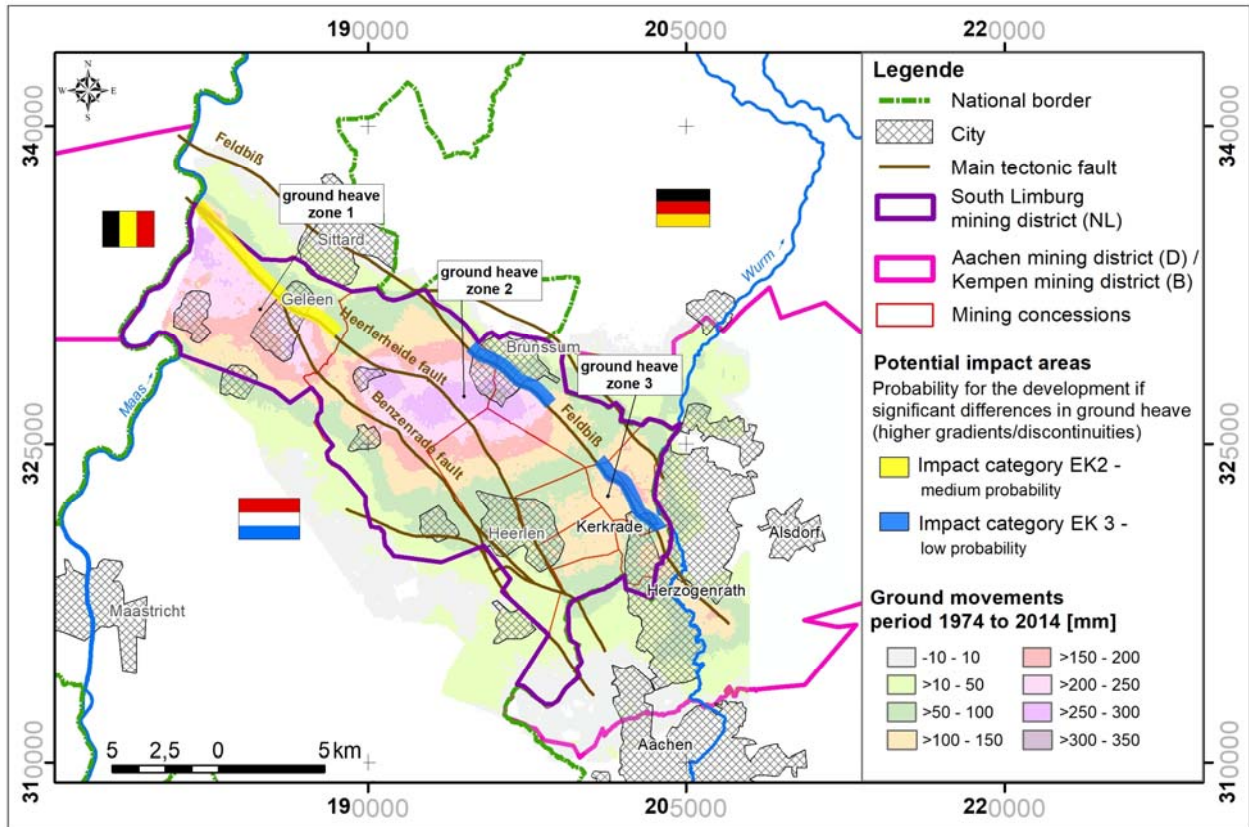 190000
205000
220000
340000
325000
310000
N
W
E
S
Feldbiß
ground heave
zone 1
Sittard
ground heave
zone 2
Geleen
Heerlerheide fault
Brunssum
ground heave
zone 3
Wurm
Maas
Benzenrade fault
Feldbiß
Heerlen
Kerkrade
Alsdorf
Herzogenrath
Maastricht
Aachen
5 2,5 0 5 km
190000
205000
220000
340000
325000
310000
Legende
National border
City
Main tectonic fault
South Limburg
mining district (NL)
Aachen mining district (D) /
Kempen mining district (B)
Mining concessions
Potential impact areas
Probability for the development if
significant differences in ground heave
(higher gradients/discontinuities)
Impact category EK2 -
medium probability
Impact category EK 3 -
low probability
Ground movements
period 1974 to 2014 [mm]
-10 - 10
>10 - 50
>50 - 100
>100 - 150
>150 - 200
>200 - 250
>250 - 300
>300 - 350